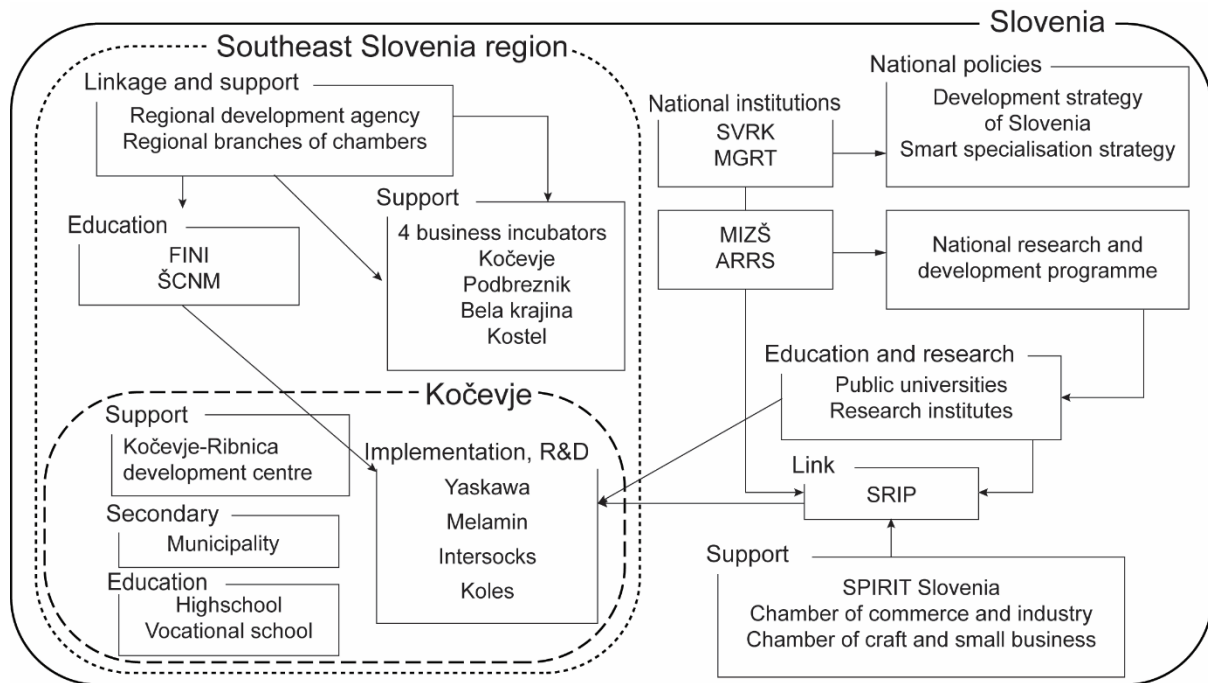 Slovenia
Southeast Slovenia region
Linkage and support
Regional development agency
Regional branches of chambers
Education
FINI
ŠCNM
Support
4 business incubators
Kočevje
Podbreznik
Bela krajina
Kostel
Kočevje
Support
Kočevje-Ribnica
development centre
Secondary
Municipality
Education
Highschool
Vocational school
Implementation, R&D
Yaskawa
Melamin
Intersocks
Koles
National institutions
SVRK
MGRT
MIZŠ
ARRS
National policies
Development strategy
of Slovenia
Smart specialisation strategy
National research and
development programme
Education and research
Public universities
Research institutes
Link
SRIP
Support
SPIRIT Slovenia
Chamber of commerce and industry
Chamber of craft and small business